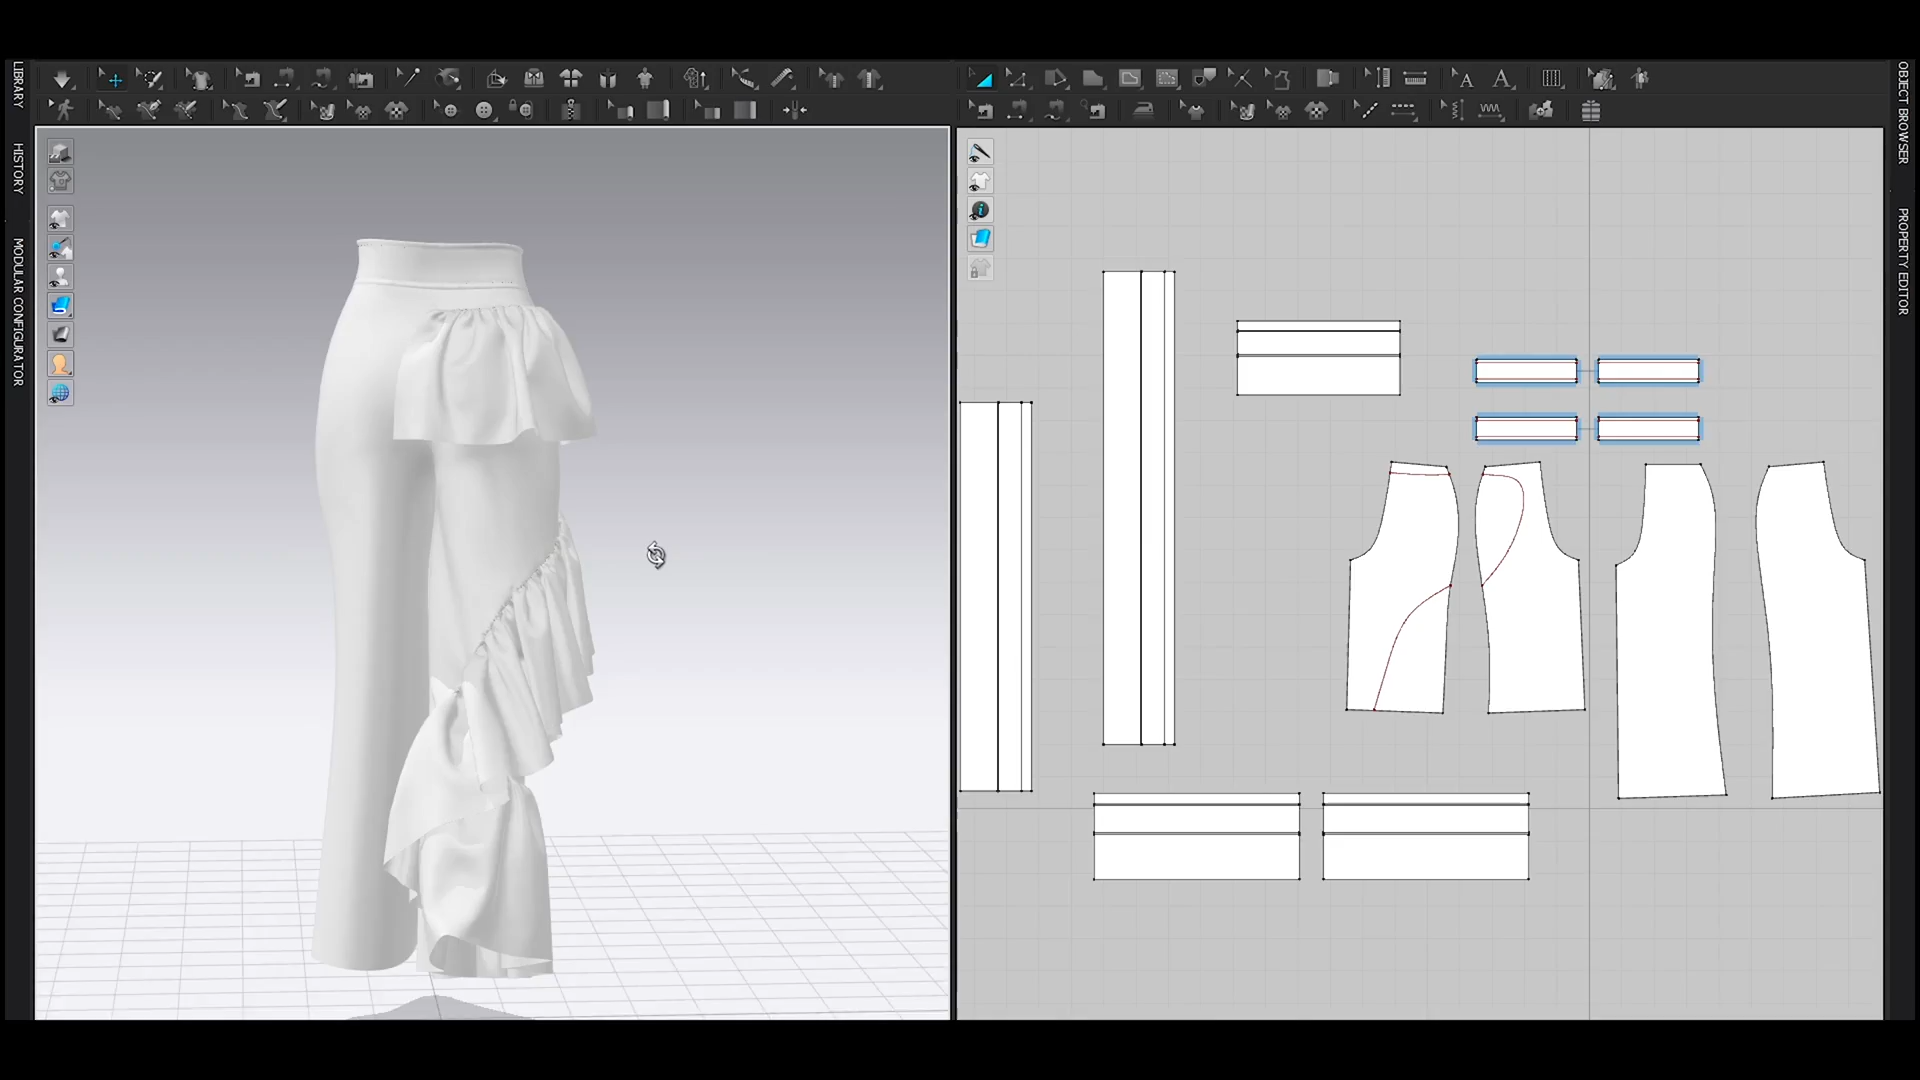 LIBRARY
HISTORY
MODULAR CONFIGURATOR
OBJECT BROWSER
PROPERTY EDITOR